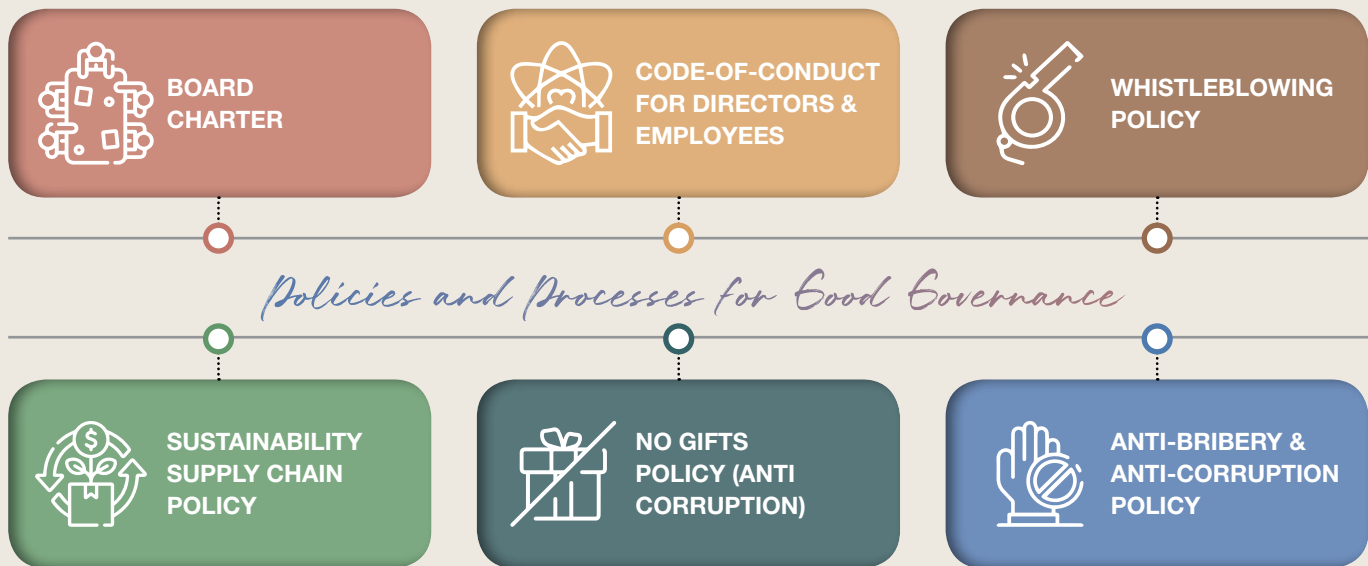 BOARD
CHARTER
CODE-OF-CONDUCT
FOR DIRECTORS &
EMPLOYEES
WHISTLEBLOWING
POLICY
Policies and Processes for Good Governance
$
SUSTAINABILITY
SUPPLY CHAIN
POLICY
NO GIFTS
POLICY (ANTI
CORRUPTION)
ANTI-BRIBERY &
ANTI-CORRUPTION
POLICY